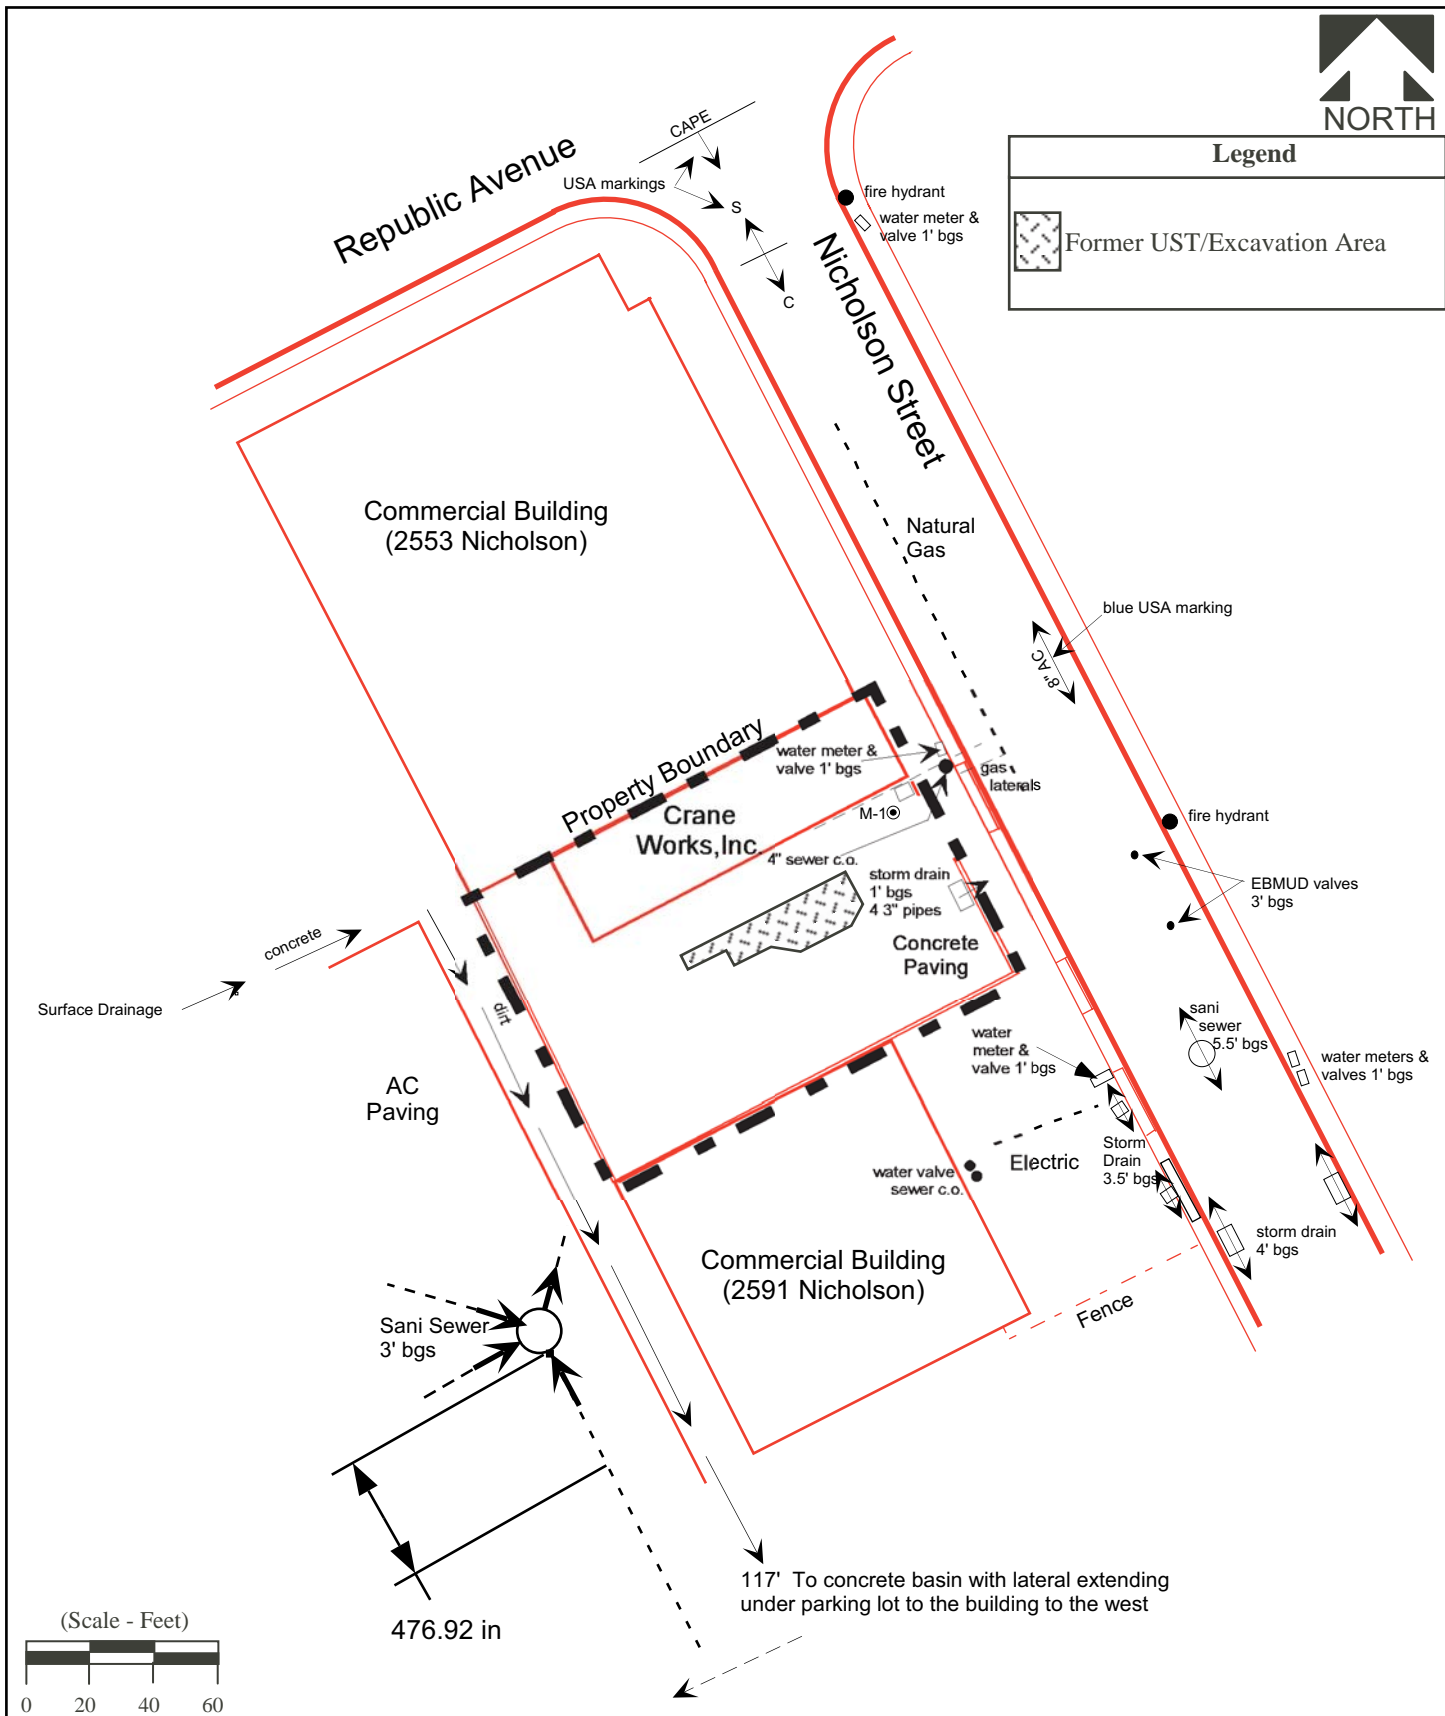 NORTH
Legend
Former UST/Excavation Area
CAPE
Republic Avenue
USA markings
S
C
fire hydrant
water meter &
valve 1' bgs
Nicholson Street
Commercial Building
(2553 Nicholson)
Natural
Gas
blue USA marking
8" AC
Property Boundary
water meter &
valve 1' bgs
gas
laterals
Crane
Works,Inc.
M-1
4" sewer c.o.
fire hydrant
storm drain
1' bgs
4 3" pipes
EBMUD valves
3' bgs
Concrete
Paving
concrete
Surface Drainage
dirt
sani
sewer
5.5' bgs
water
meter &
valve 1' bgs
water meters &
valves 1' bgs
AC
Paving
Electric
Storm
Drain
3.5' bgs
water valve
sewer c.o.
storm drain
4' bgs
Commercial Building
(2591 Nicholson)
Fence
Sani Sewer
3' bgs
117' To concrete basin with lateral extending
under parking lot to the building to the west
476.92 in
(Scale - Feet)
0 20 40 60